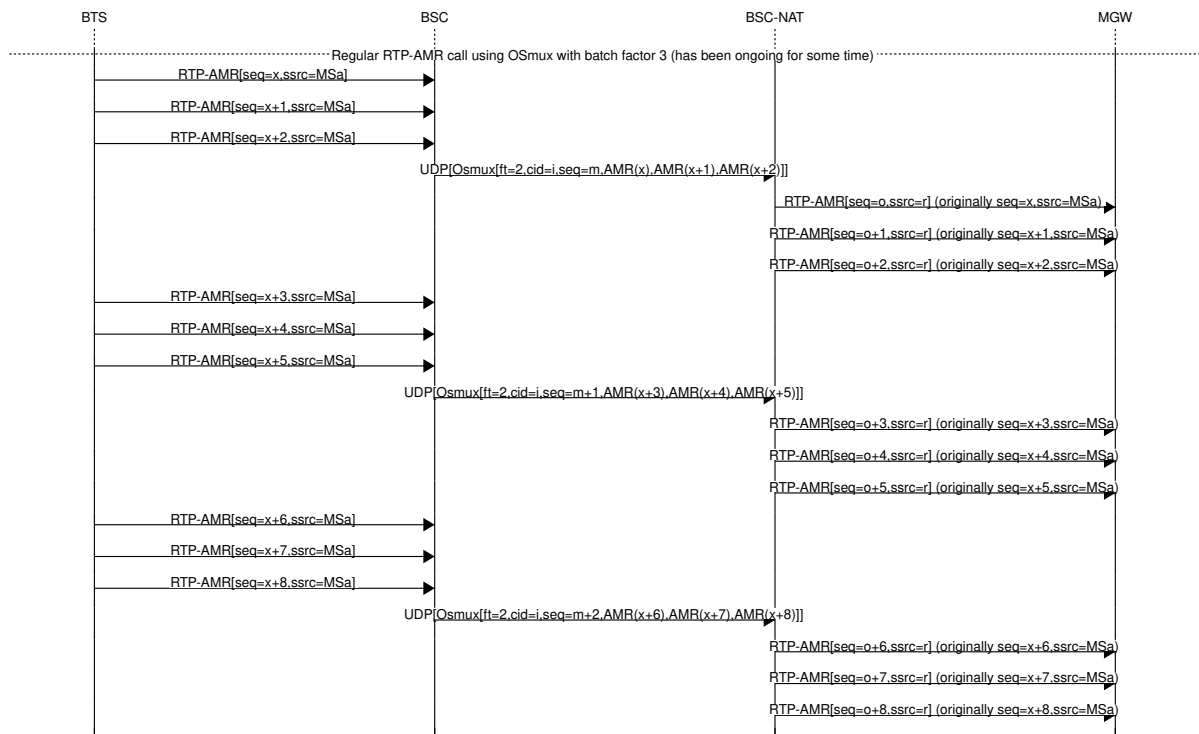 BTS BSC BSC-NAT MGW
Regular RTP-AMR call using OSmux with batch factor 3 (has been ongoing for some time)
RTP-AMR[seq=x,ssrc=MSa]
RTP-AMR[seq=x+1,ssrc=MSa]
RTP-AMR[seq=x+2,ssrc=MSa]
UDP[Osmux[ft=2,cid=i,seq=m,AMR(x),AMR(x+1),AMR(x+2)]]
RTP-AMR[seq=o,ssrc=r] (originally seq=x,ssrc=MSa)
RTP-AMR[seq=o+1,ssrc=r] (originally seq=x+1,ssrc=MSa)
RTP-AMR[seq=o+2,ssrc=r] (originally seq=x+2,ssrc=MSa)
RTP-AMR[seq=x+3,ssrc=MSa]
RTP-AMR[seq=x+4,ssrc=MSa]
RTP-AMR[seq=x+5,ssrc=MSa]
UDP[Osmux[ft=2,cid=i,seq=m+1,AMR(x+3),AMR(x+4),AMR(x+5)]]
RTP-AMR[seq=o+3,ssrc=r] (originally seq=x+3,ssrc=MSa)
RTP-AMR[seq=o+4,ssrc=r] (originally seq=x+4,ssrc=MSa)
RTP-AMR[seq=o+5,ssrc=r] (originally seq=x+5,ssrc=MSa)
RTP-AMR[seq=x+6,ssrc=MSa]
RTP-AMR[seq=x+7,ssrc=MSa]
RTP-AMR[seq=x+8,ssrc=MSa]
UDP[Osmux[ft=2,cid=i,seq=m+2,AMR(x+6),AMR(x+7),AMR(x+8)]]
RTP-AMR[seq=o+6,ssrc=r] (originally seq=x+6,ssrc=MSa)
RTP-AMR[seq=o+7,ssrc=r] (originally seq=x+7,ssrc=MSa)
RTP-AMR[seq=o+8,ssrc=r] (originally seq=x+8,ssrc=MSa)